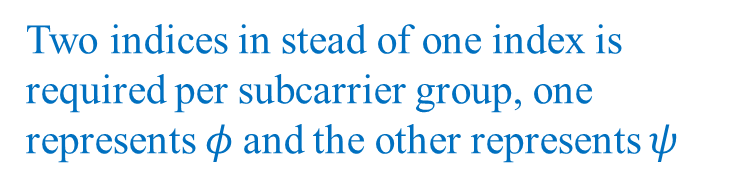 Two indices in stead of one index is
required per subcarrier group, one
represents ϕ and the other represents ψ